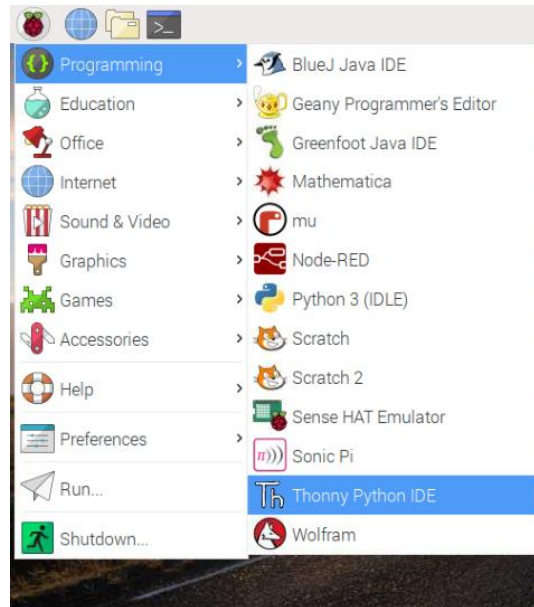 Programming
Education
Office
Internet
Sound & Video
Graphics
Games
Accessories
Help
Preferences
Run...
Shutdown...
BlueJ Java IDE
Geany Programmer's Editor
Greenfoot Java IDE
Mathematica
mu
Node-RED
Python 3 (IDLE)
Scratch
Scratch 2
Sense HAT Emulator
Sonic Pi
Th Thonny Python IDE
Wolfram